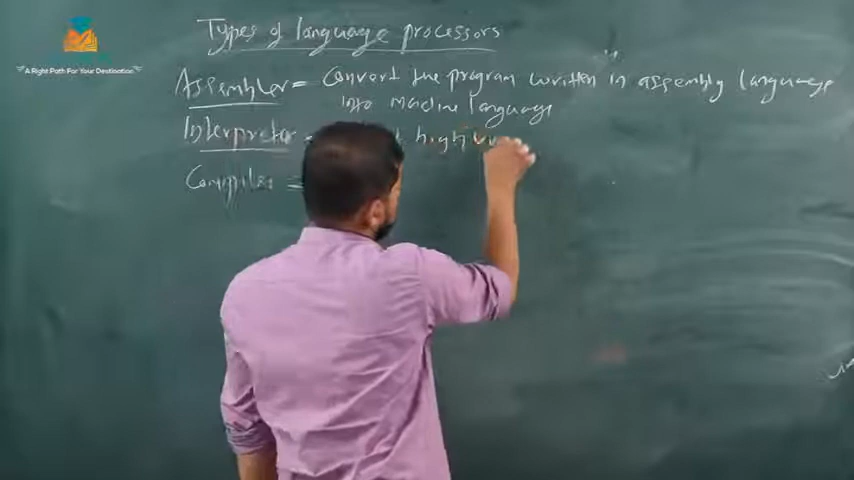 A Right Path For Your Destination
Types of language processors
Assembler = Convert the program written in assembly language
into machine language
Interpreter = high
Compiler =